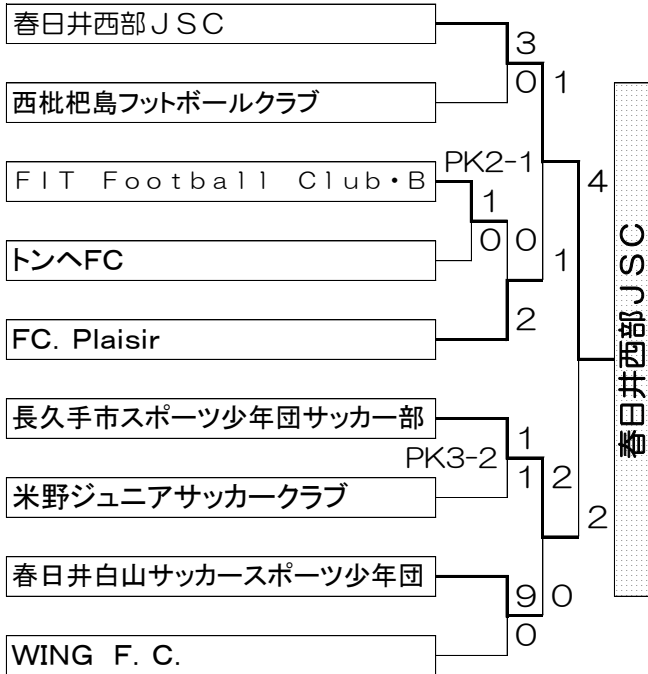 春日井西部ＪＳＣ
3
0
1
西枇杷島フットボールクラブ
PK2-1
4
ＦＩＴ　Ｆｏｏｔｂａｌｌ　Ｃｌｕｂ・Ｂ
1
0
0
1
トンヘFC
2
FC. Plaisir
春日井西部ＪＳＣ
長久手市スポーツ少年団サッカー部
1
PK3-2
1
2
米野ジュニアサッカークラブ
2
春日井白山サッカースポーツ少年団
9
0
0
WING F. C.